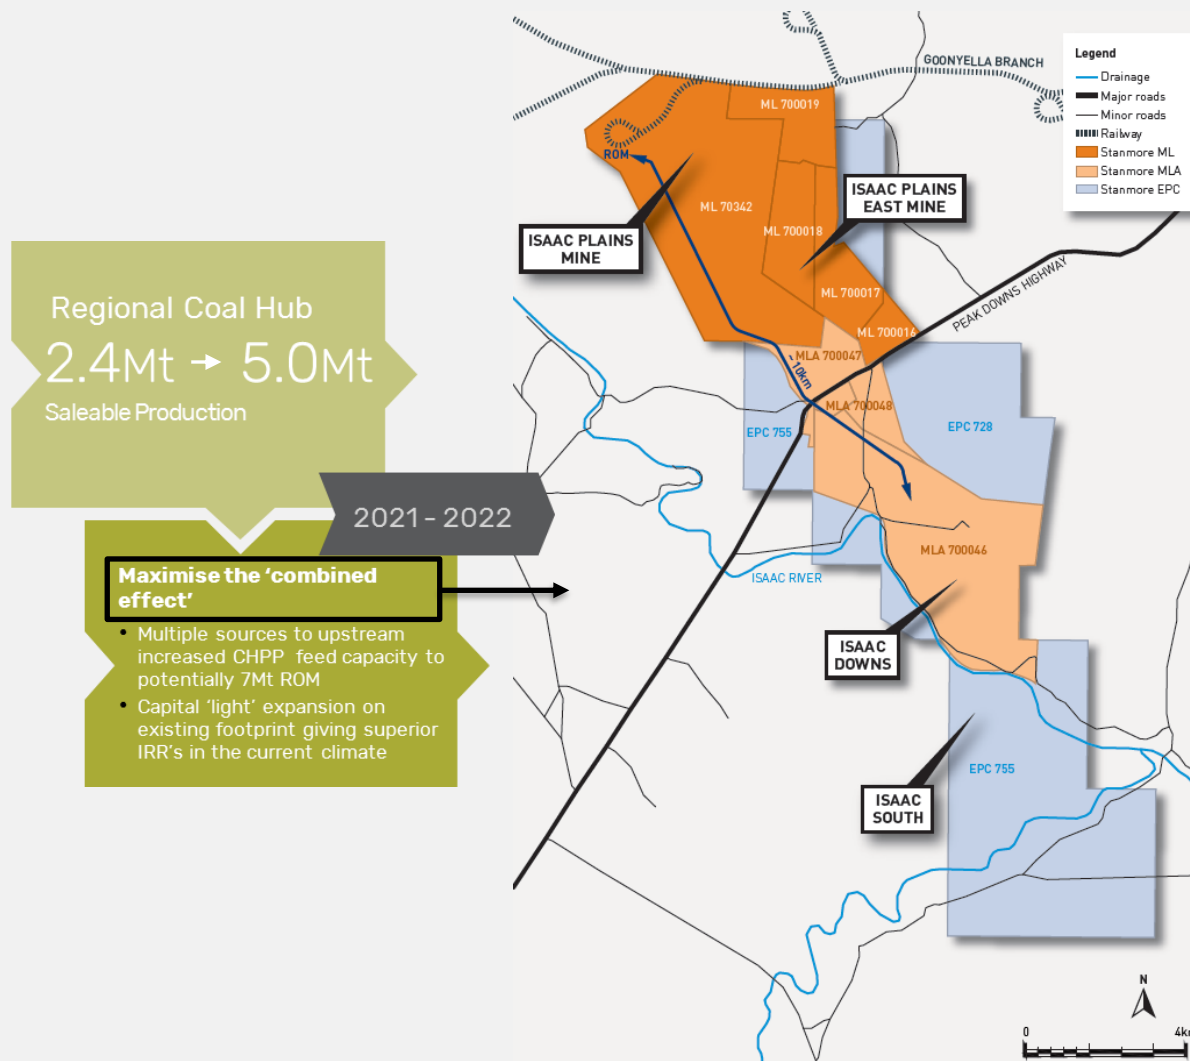 Regional Coal Hub
2.4Mt → 5.0Mt
Saleable Production
2021 - 2022
Maximise the ‘combined
effect’
• Multiple sources to upstream
increased CHPP feed capacity to
potentially 7Mt ROM
• Capital ‘light’ expansion on
existing footprint giving superior
IRR's in the current climate
GOONYELLA BRANCH
Legend
Drainage
Major roads
Minor roads
Railway
Stanmore ML
Stanmore MLA
Stanmore EPC
ML 700019
ROM
ML 70342
ISAAC PLAINS
EAST MINE
ISAAC PLAINS
MINE
ML 700018
ML 700017
ML 700016
PEAK DOWNS HIGHWAY
MLA 700047
~10km
MLA 700048
EPC 755
EPC 728
MLA 700046
ISAAC RIVER
ISAAC
DOWNS
EPC 755
ISAAC
SOUTH
N
0
4km